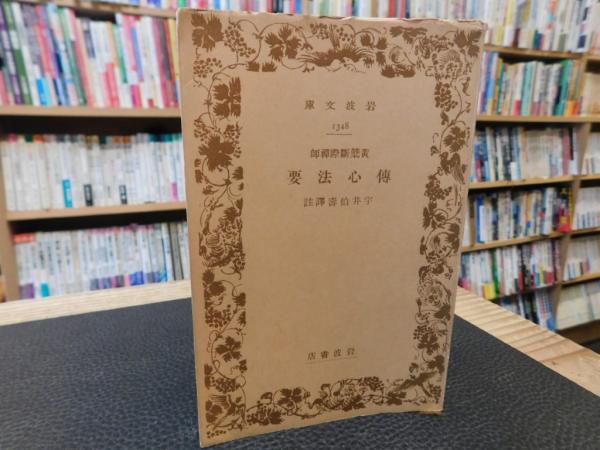 岩波文庫
1348
黃檗斷際禪師
傳心法要
宇井伯壽譯註
岩波書店